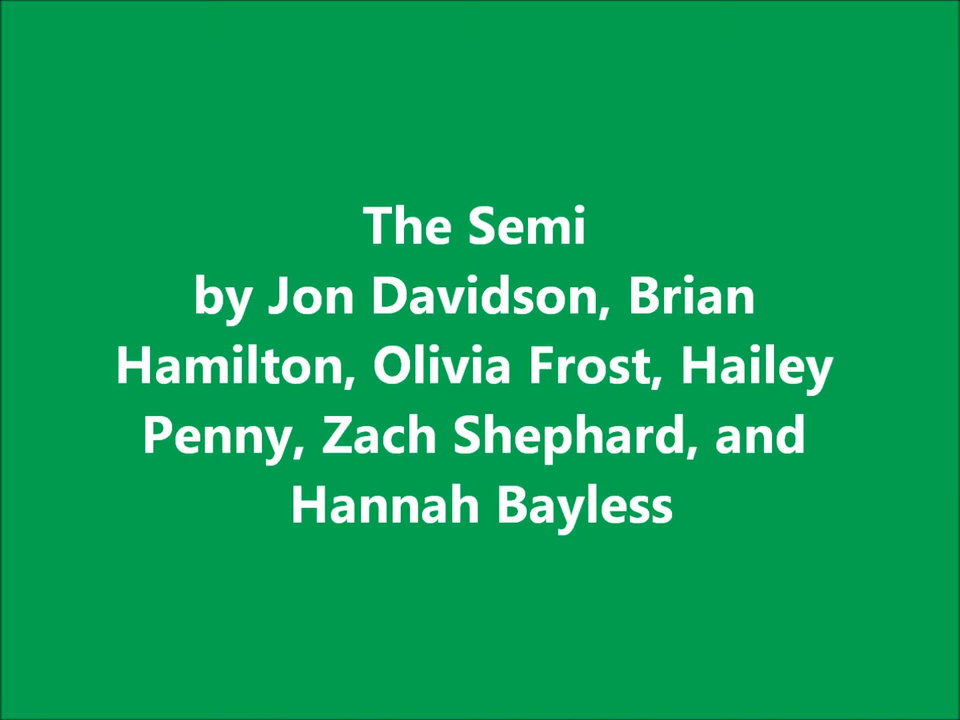 The Semi
by Jon Davidson, Brian
Hamilton, Olivia Frost, Hailey
Penny, Zach Shephard, and
Hannah Bayless